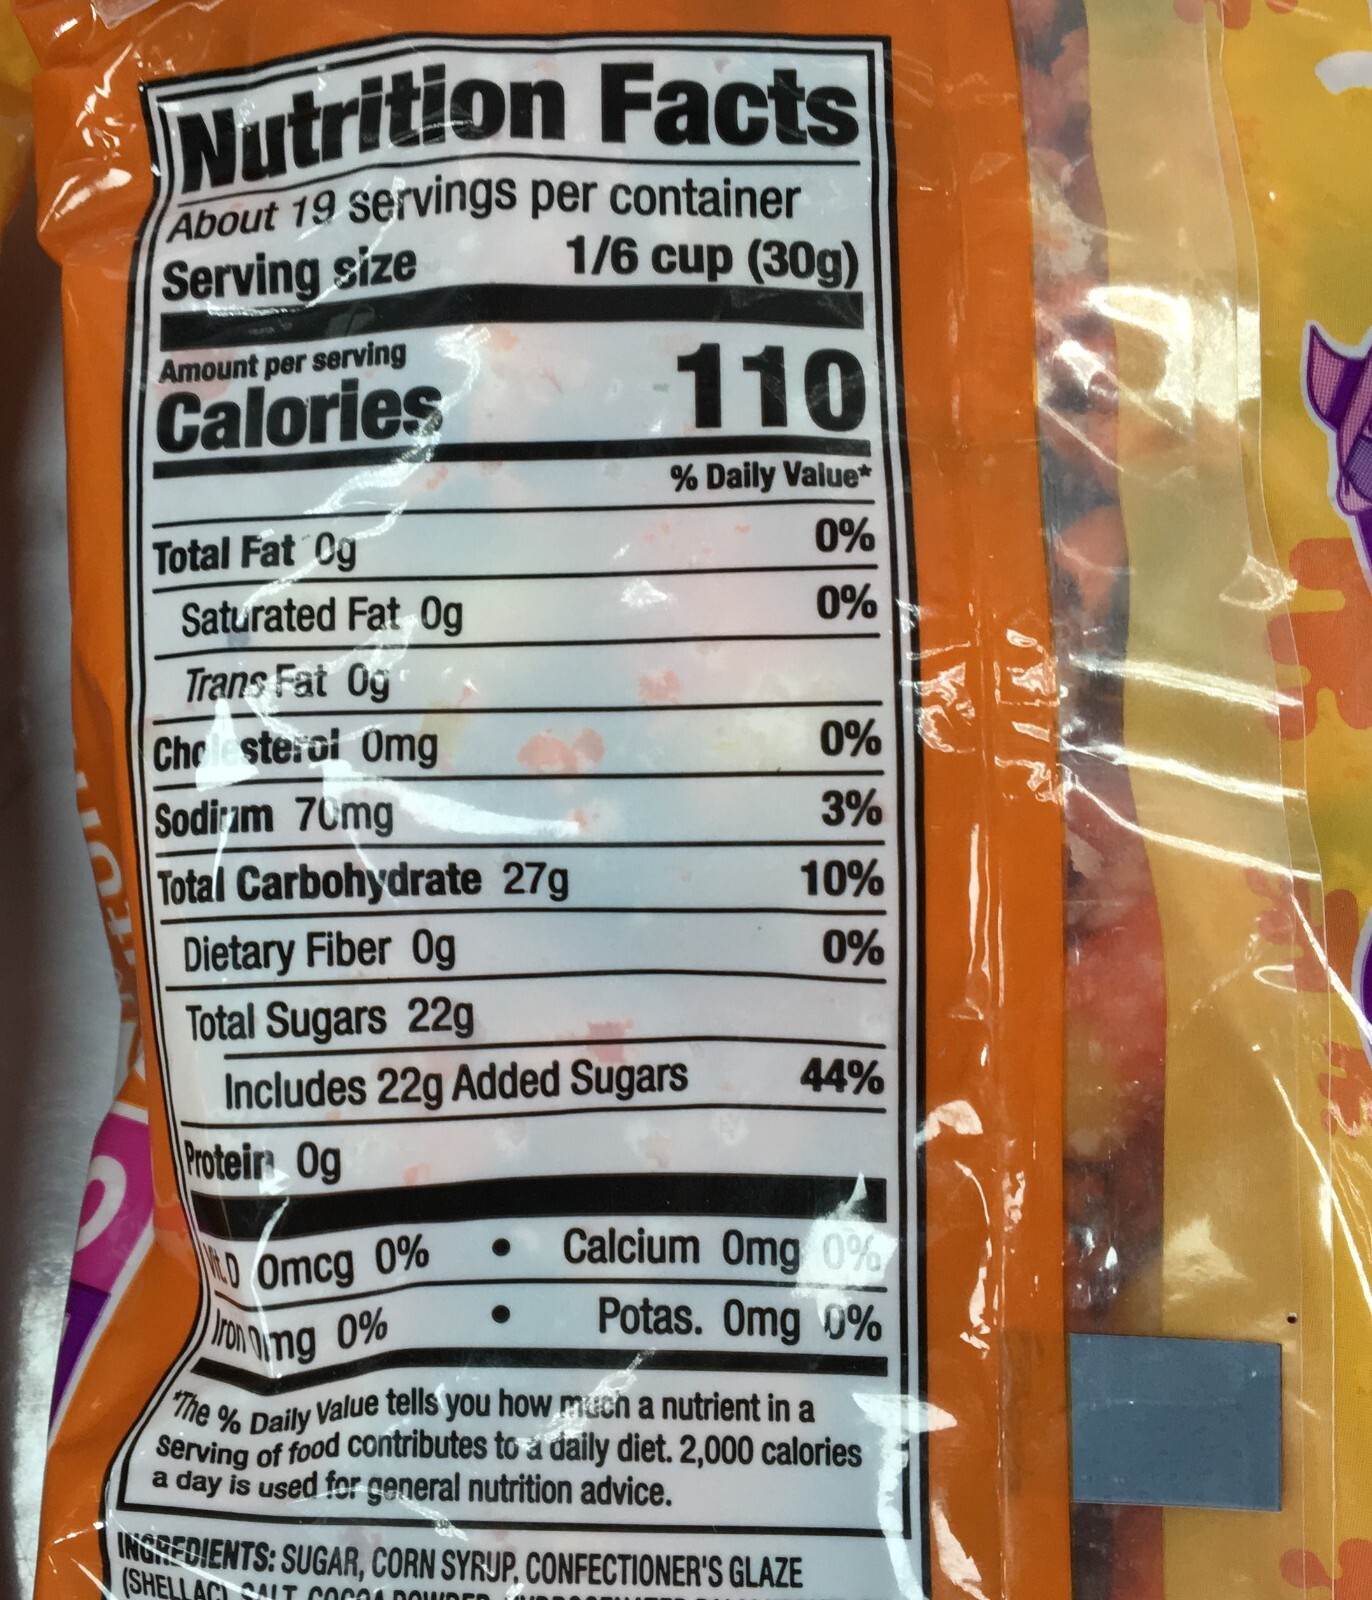 Nutrition Facts
About 19 servings per container
Serving size 1/6 cup (30g)
Amount per serving
Calories 110
% Daily Value*
Total Fat 0g 0%
Saturated Fat 0g 0%
Trans Fat 0g
Cholesterol 0mg 0%
Sodium 70mg 3%
Total Carbohydrate 27g 10%
Dietary Fiber 0g 0%
Total Sugars 22g
Includes 22g Added Sugars 44%
Protein 0g
Vit.D 0mcg 0% • Calcium 0mg 0%
Iron 0mg 0% • Potas. 0mg 0%
*The % Daily Value tells you how much a nutrient in a
serving of food contributes to a daily diet. 2,000 calories
a day is used for general nutrition advice.
INGREDIENTS: SUGAR, CORN SYRUP, CONFECTIONER'S GLAZE
(SHELLAC), SALT, COCOA POWDER,